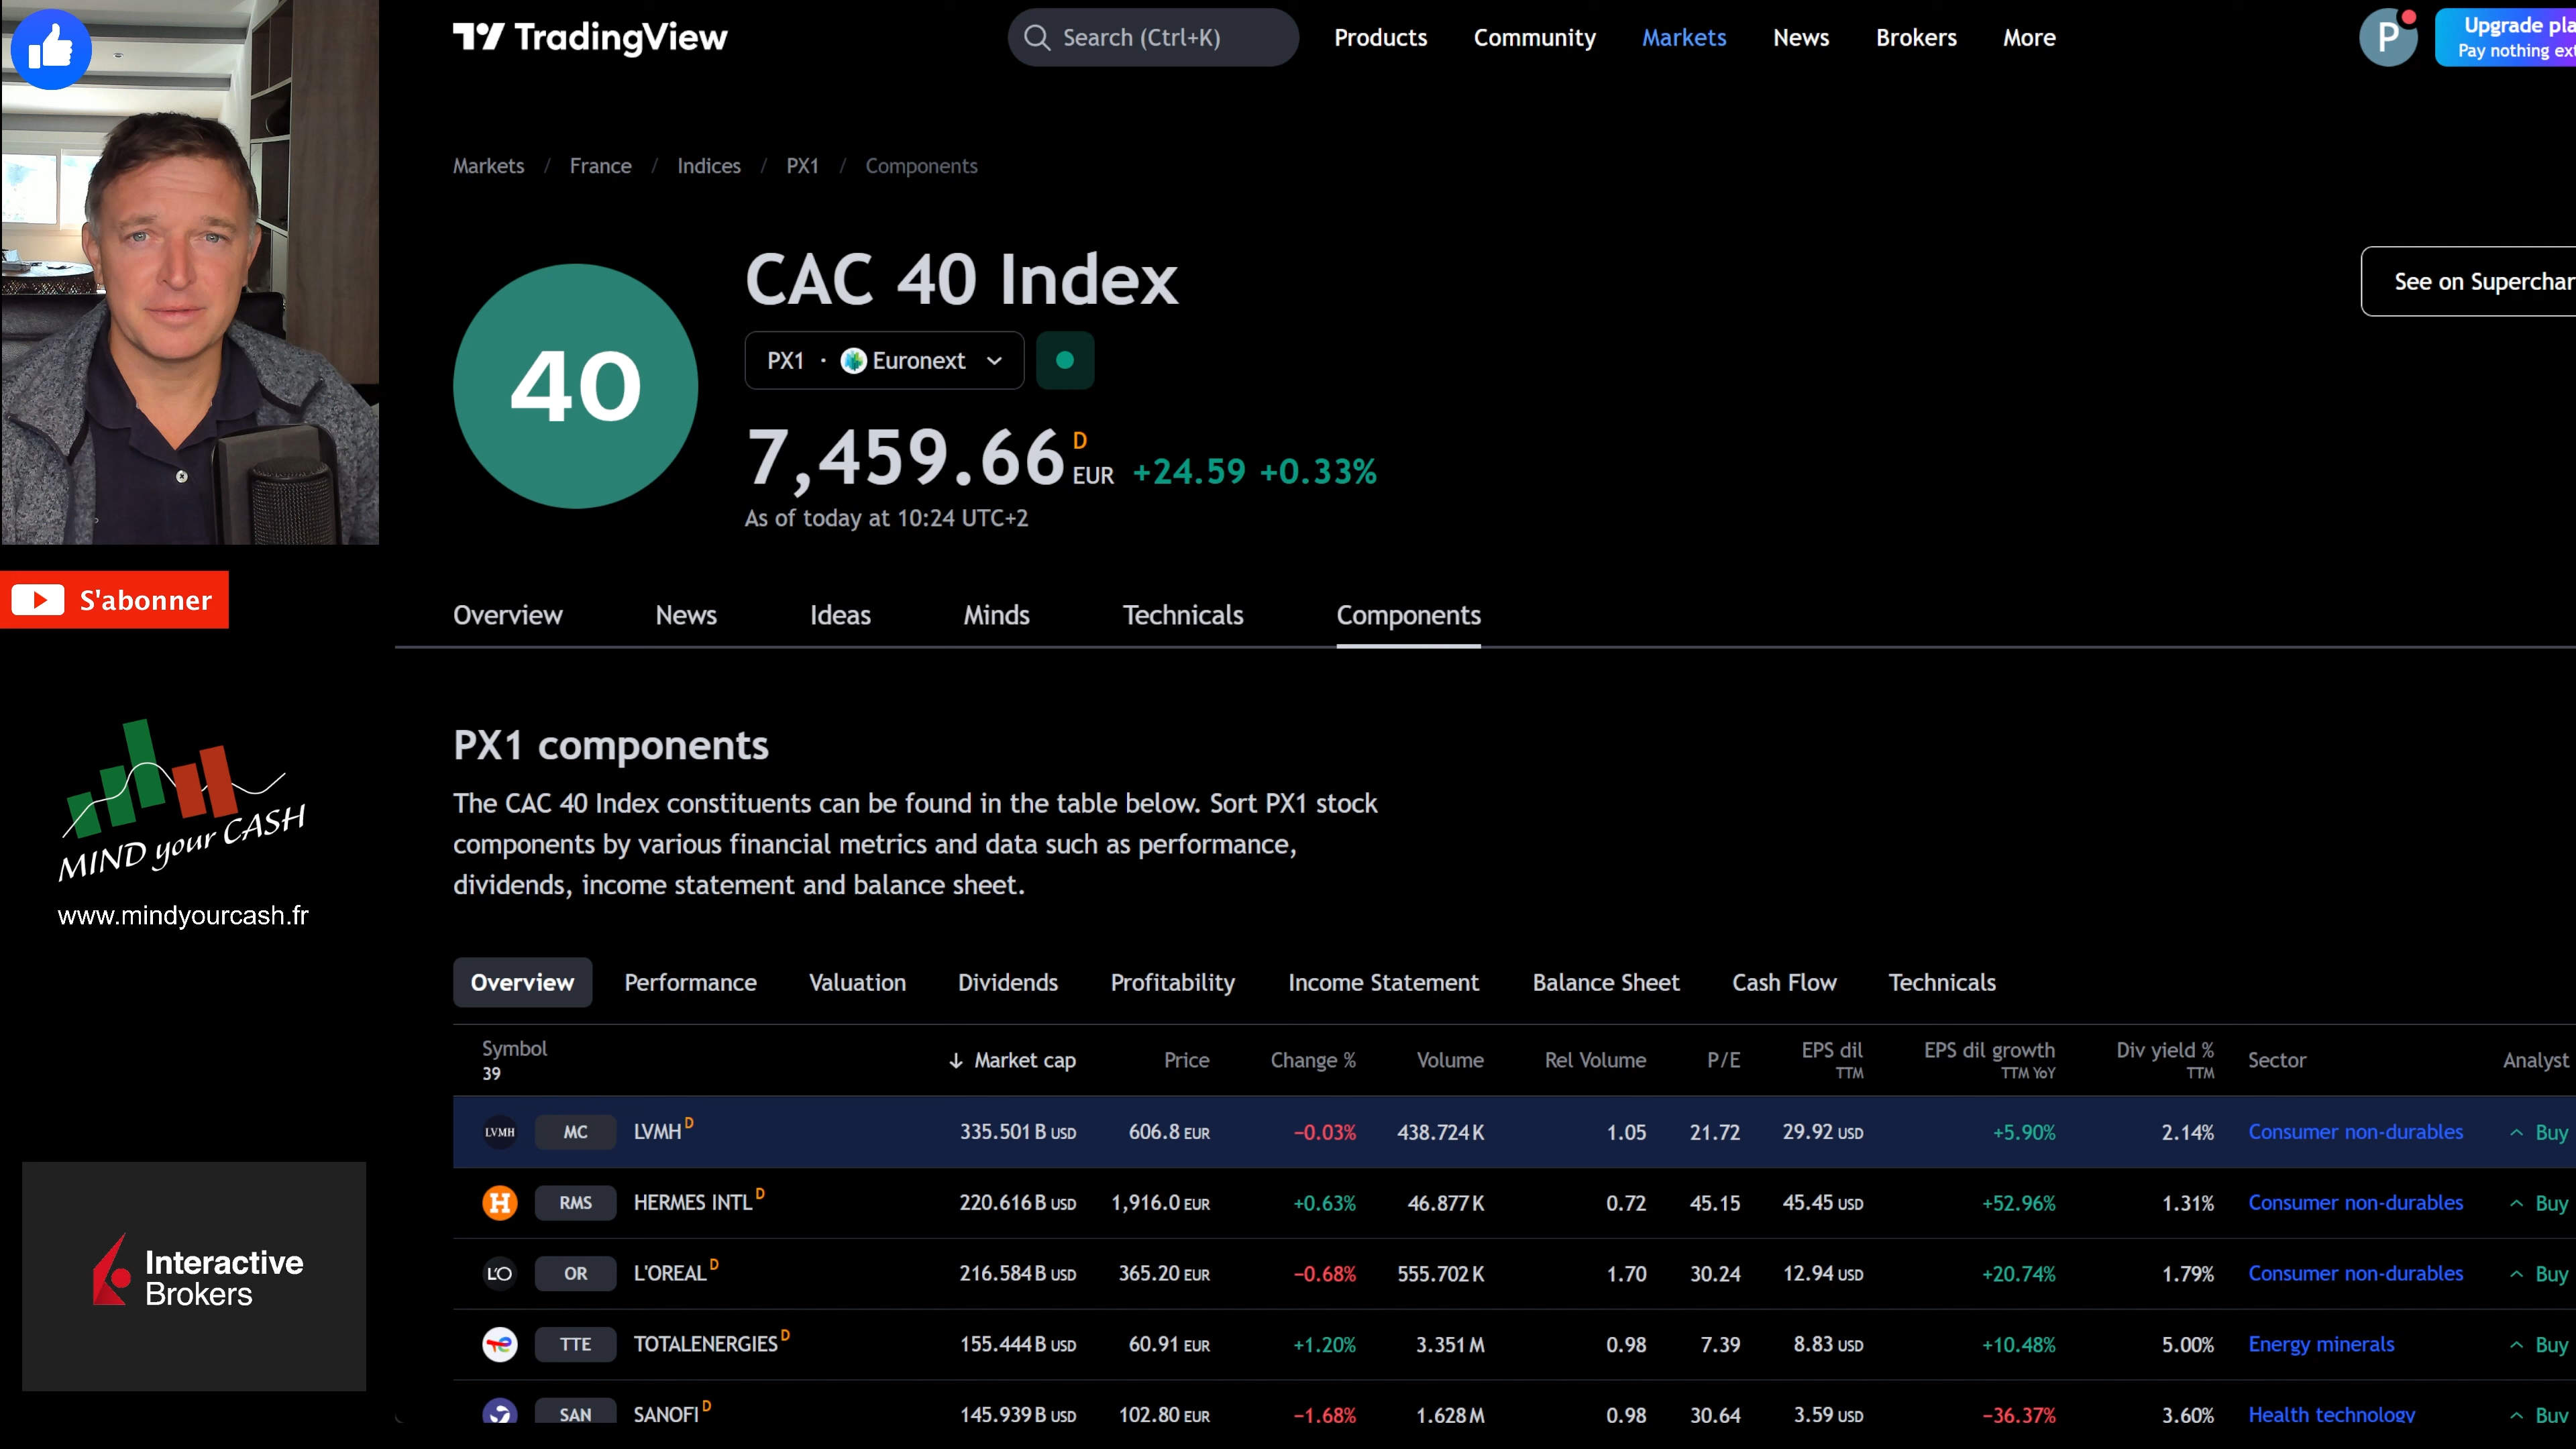 TradingView
Search (Ctrl+K)
Products
Community
Markets
News
Brokers
More
P
Upgrade
Pay nothing
Markets / France / Indices / PX1 / Components
40
CAC 40 Index
See on
PX1 · Euronext
7,459.66 D EUR +24.59 +0.33%
As of today at 10:24 UTC+2
S'abonner
Overview News Ideas Minds Technicals Components
MIND your CASH
www.mindyourcash.fr
Interactive
Brokers
PX1 components
The CAC 40 Index constituents can be found in the table below. Sort PX1 stock
components by various financial metrics and data such as performance,
dividends, income statement and balance sheet.
Overview Performance Valuation Dividends Profitability Income Statement Balance Sheet Cash Flow Technicals
Symbol 39 Market cap Price Change % Volume Rel Volume P/E EPS dil TTM EPS dil growth TTM YoY Div yield % TTM Sector Analyst
LVMH MC LVMH D 335.501 B USD 606.8 EUR −0.03% 438.724 K 1.05 21.72 29.92 USD +5.90% 2.14% Consumer non-durables Buy
H RMS HERMES INTL D 220.616 B USD 1,916.0 EUR +0.63% 46.877 K 0.72 45.15 45.45 USD +52.96% 1.31% Consumer non-durables Buy
L'O OR L'OREAL D 216.584 B USD 365.20 EUR −0.68% 555.702 K 1.70 30.24 12.94 USD +20.74% 1.79% Consumer non-durables Buy
TTE TOTALENERGIES D 155.444 B USD 60.91 EUR +1.20% 3.351 M 0.98 7.39 8.83 USD +10.48% 5.00% Energy minerals Buy
SAN SANOFI D 145.939 B USD 102.80 EUR −1.68% 1.628 M 0.98 30.64 3.59 USD −36.37% 3.60% Health technology Buy